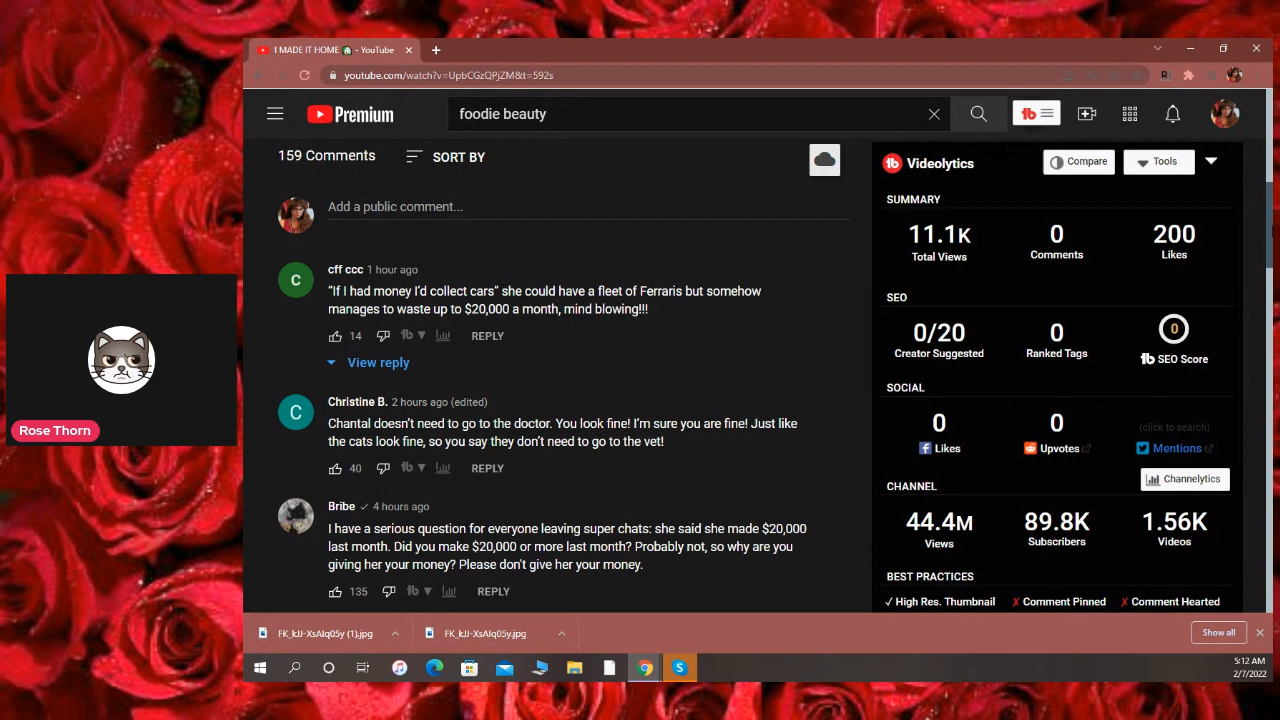 I MADE IT HOME 🏠 - YouTube
youtube.com/watch?v=UpbCGzQPjZM&t=592s
Premium
foodie beauty
159 Comments
SORT BY
Add a public comment...
cff ccc 1 hour ago
“If I had money I’d collect cars” she could have a fleet of Ferraris but somehow
manages to waste up to $20,000 a month, mind blowing!!!
14
REPLY
View reply
Christine B. 2 hours ago (edited)
Chantal doesn’t need to go to the doctor. You look fine! I’m sure you are fine! Just like
the cats look fine, so you say they don’t need to go to the vet!
40
REPLY
Bribe 4 hours ago
I have a serious question for everyone leaving super chats: she said she made $20,000
last month. Did you make $20,000 or more last month? Probably not, so why are you
giving her your money? Please don't give her your money.
135
REPLY
Videolytics
Compare
Tools
SUMMARY
11.1K 0 200
Total Views Comments Likes
SEO
0/20 0 0
Creator Suggested Ranked Tags SEO Score
SOCIAL
0 0 (click to search)
Likes Upvotes Mentions
CHANNEL
Channelytics
44.4M 89.8K 1.56K
Views Subscribers Videos
BEST PRACTICES
✓ High Res. Thumbnail ✗ Comment Pinned ✗ Comment Hearted
Rose Thorn
FK_kJJ-XsAIq05y (1).jpg
FK_kJJ-XsAIq05y.jpg
Show all
5:12 AM
2/7/2022